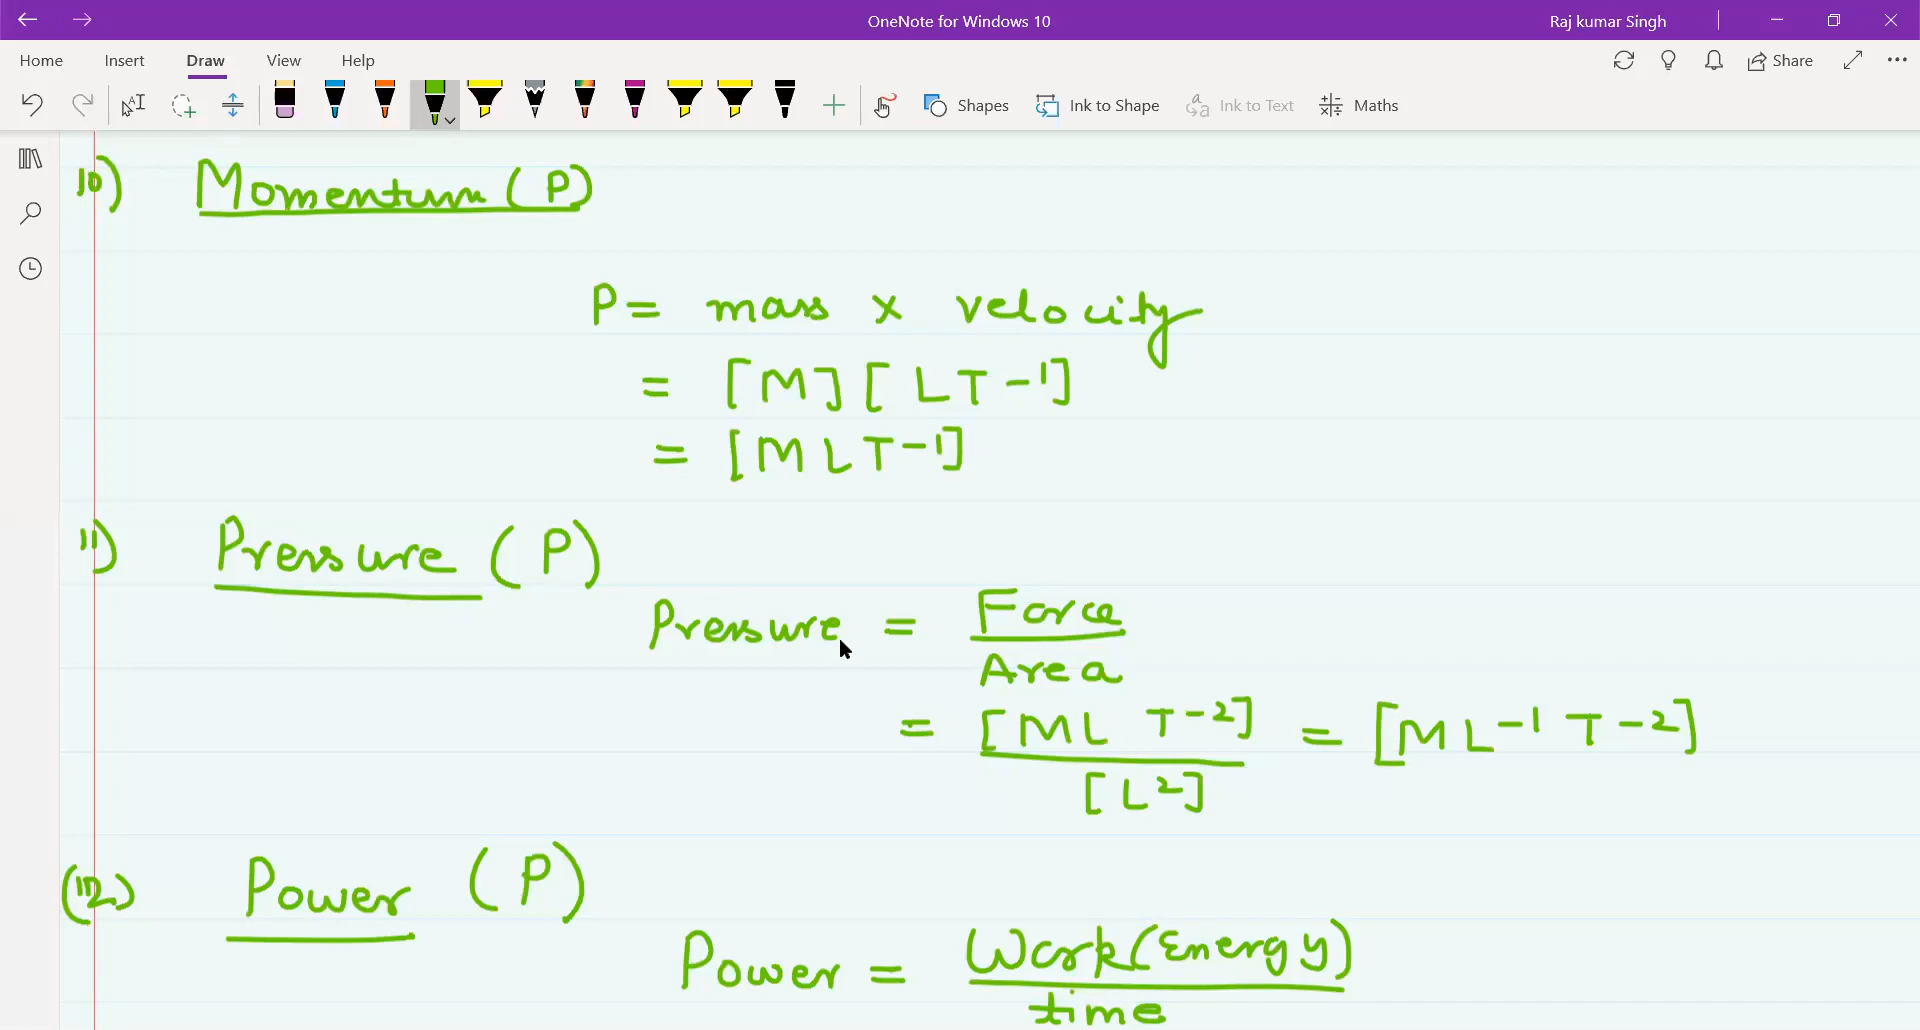 OneNote for Windows 10
Raj kumar Singh
Home Insert Draw View Help
Share
Shapes Ink to Shape Ink to Text Maths
10) Momentum (P)
P = mass x velocity
= [M] [LT-1]
= [MLT-1]
11) Pressure (P)
Pressure = Force
Area
= [ML T-2] = [ML-1 T-2]
[L2]
(12) Power (P)
Power = Work (Energy)
time